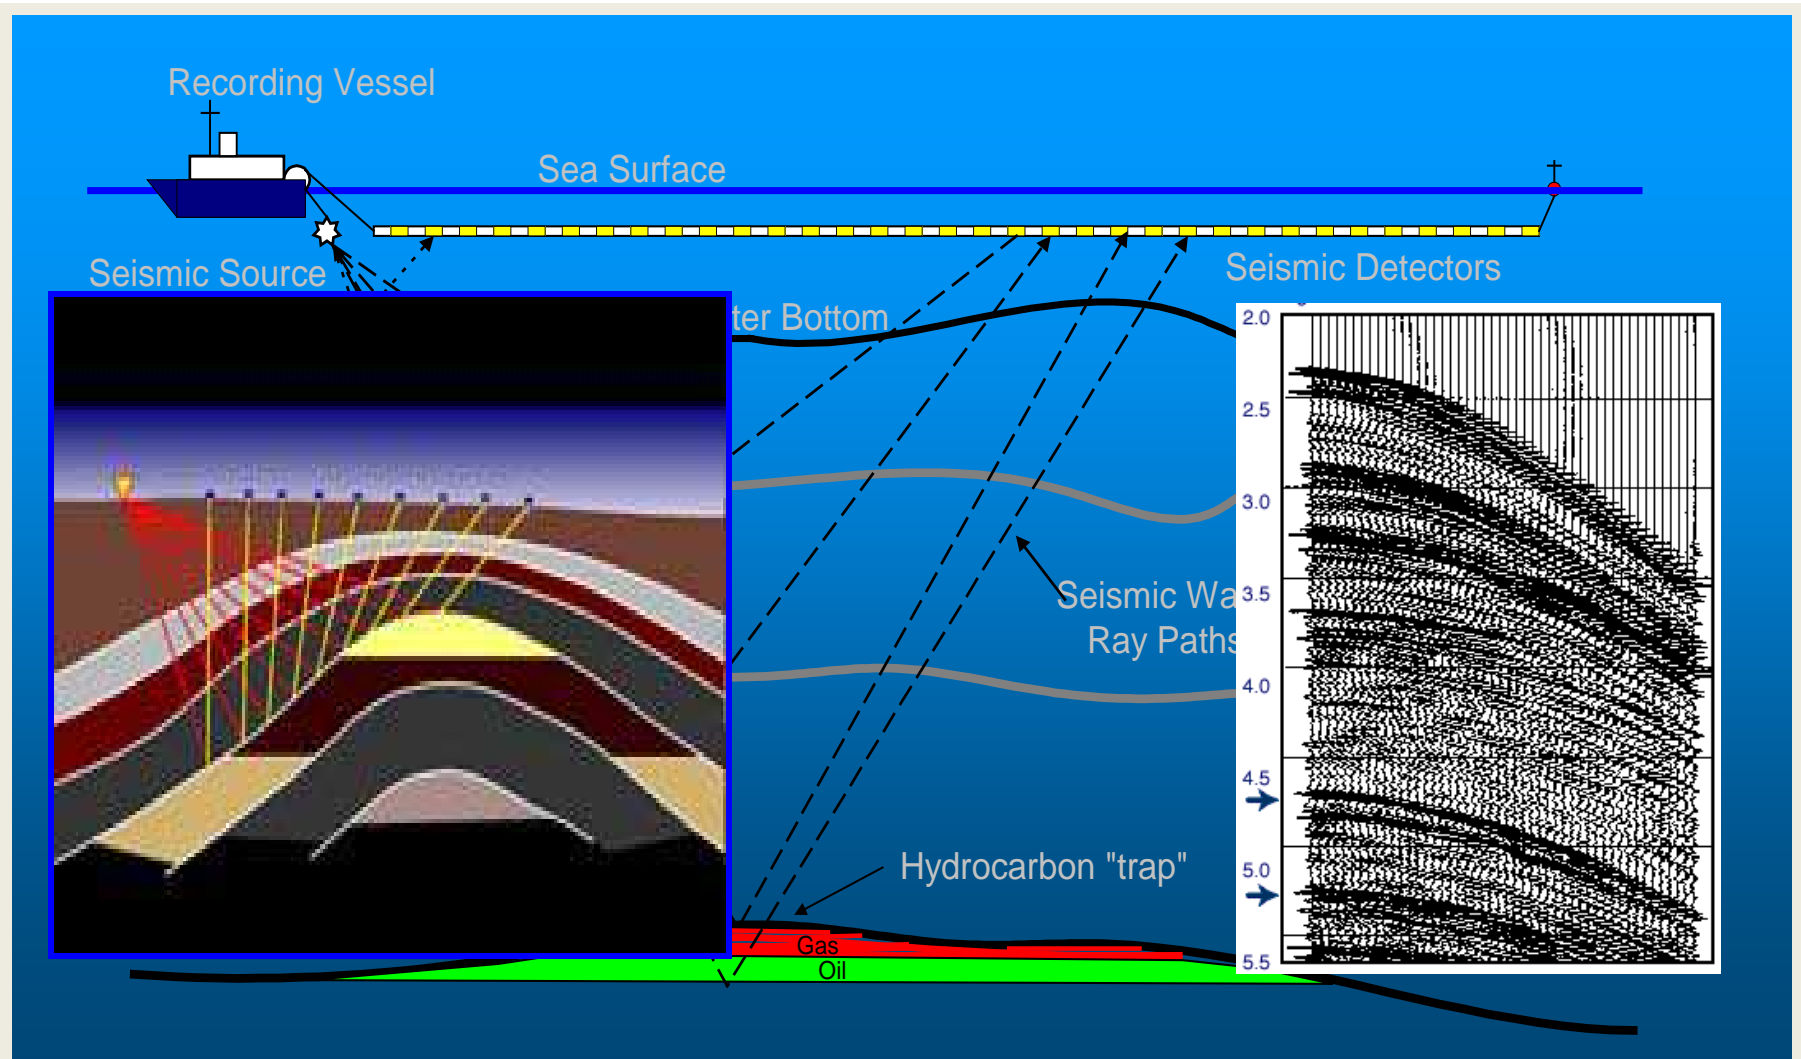 Recording Vessel
Sea Surface
Seismic Source
Seismic Detectors
ter Bottom
Seismic Wa
Ray Paths
Hydrocarbon "trap"
Gas
Oil
2.0
2.5
3.0
3.5
4.0
4.5
5.0
5.5